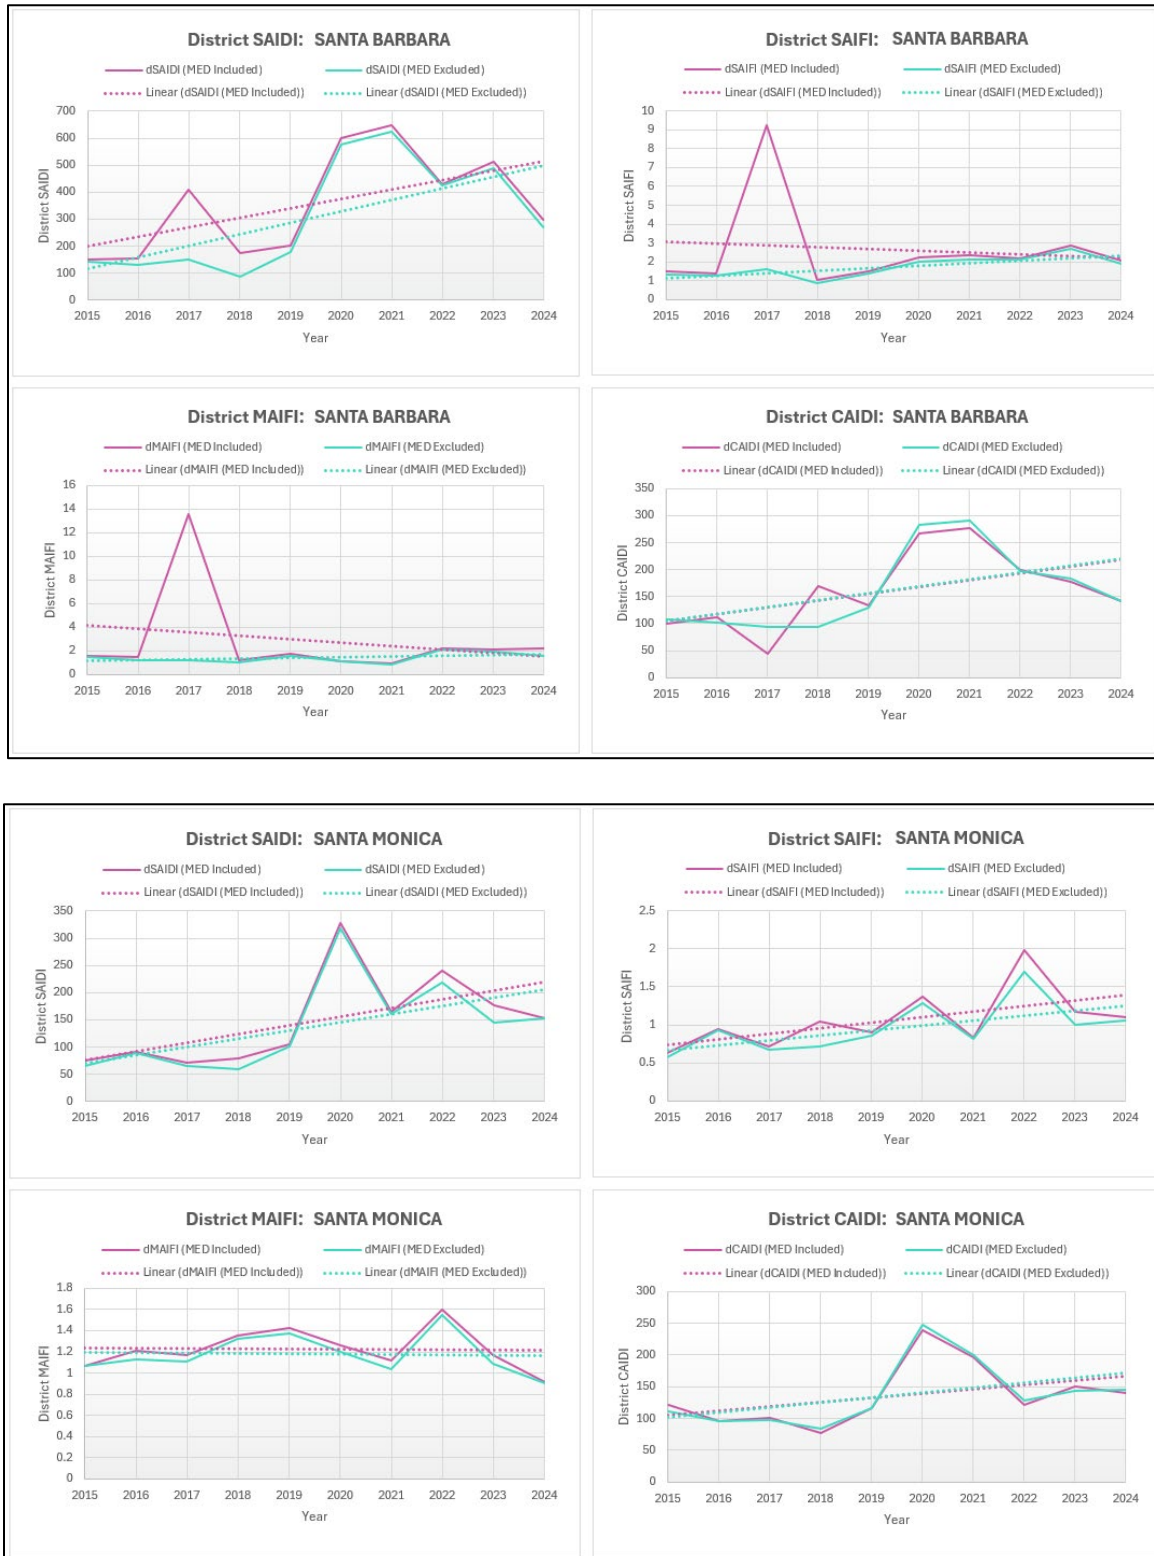 District SAIDI: SANTA BARBARA
dSAIDI (MED Included)
dSAIDI (MED Excluded)
Linear (dSAIDI (MED Included))
Linear (dSAIDI (MED Excluded))
700
600
500
400
300
200
100
0
District SAIDI
2015 2016 2017 2018 2019 2020 2021 2022 2023 2024
Year
District SAIFI: SANTA BARBARA
dSAIFI (MED Included)
dSAIFI (MED Excluded)
Linear (dSAIFI (MED Included))
Linear (dSAIFI (MED Excluded))
10
9
8
7
6
5
4
3
2
1
0
District SAIFI
2015 2016 2017 2018 2019 2020 2021 2022 2023 2024
Year
District MAIFI: SANTA BARBARA
dMAIFI (MED Included)
dMAIFI (MED Excluded)
Linear (dMAIFI (MED Included))
Linear (dMAIFI (MED Excluded))
16
14
12
10
8
6
4
2
0
District MAIFI
2015 2016 2017 2018 2019 2020 2021 2022 2023 2024
Year
District CAIDI: SANTA BARBARA
dCAIDI (MED Included)
dCAIDI (MED Excluded)
Linear (dCAIDI (MED Included))
Linear (dCAIDI (MED Excluded))
350
300
250
200
150
100
50
0
District CAIDI
2015 2016 2017 2018 2019 2020 2021 2022 2023 2024
Year
District SAIDI: SANTA MONICA
dSAIDI (MED Included)
dSAIDI (MED Excluded)
Linear (dSAIDI (MED Included))
Linear (dSAIDI (MED Excluded))
350
300
250
200
150
100
50
0
District SAIDI
2015 2016 2017 2018 2019 2020 2021 2022 2023 2024
Year
District SAIFI: SANTA MONICA
dSAIFI (MED Included)
dSAIFI (MED Excluded)
Linear (dSAIFI (MED Included))
Linear (dSAIFI (MED Excluded))
2.5
2
1.5
1
0.5
0
District SAIFI
2015 2016 2017 2018 2019 2020 2021 2022 2023 2024
Year
District MAIFI: SANTA MONICA
dMAIFI (MED Included)
dMAIFI (MED Excluded)
Linear (dMAIFI (MED Included))
Linear (dMAIFI (MED Excluded))
1.8
1.6
1.4
1.2
1
0.8
0.6
0.4
0.2
0
District MAIFI
2015 2016 2017 2018 2019 2020 2021 2022 2023 2024
Year
District CAIDI: SANTA MONICA
dCAIDI (MED Included)
dCAIDI (MED Excluded)
Linear (dCAIDI (MED Included))
Linear (dCAIDI (MED Excluded))
300
250
200
150
100
50
0
District CAIDI
2015 2016 2017 2018 2019 2020 2021 2022 2023 2024
Year